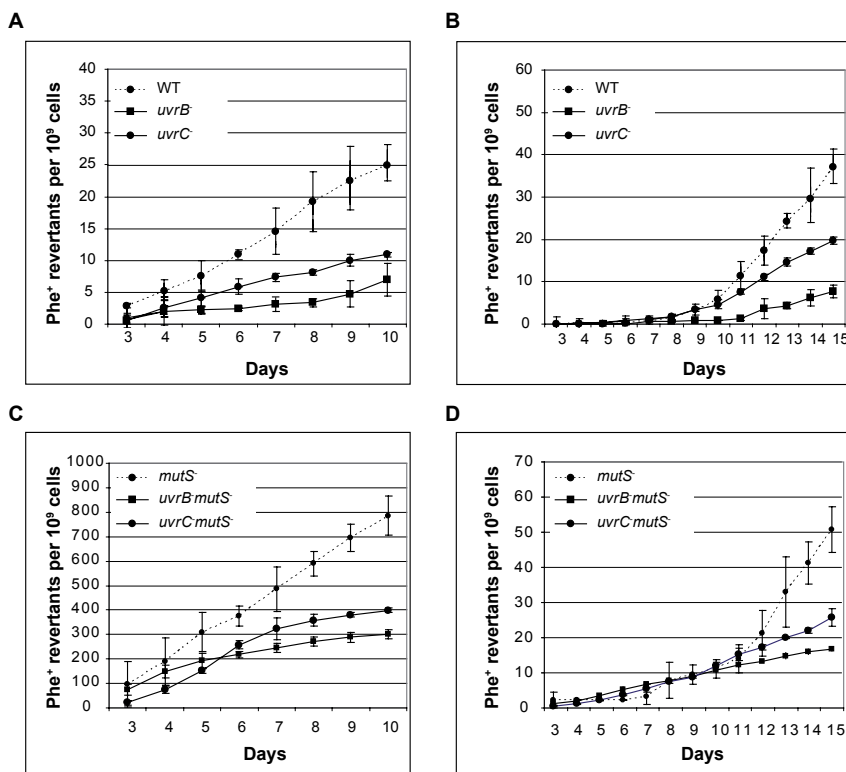 A
Phe⁺ revertants per 10⁹ cells
40
35
30
25
20
15
10
5
0
WT
uvrB⁻
uvrC⁻
3 4 5 6 7 8 9 10
Days
B
Phe⁺ revertants per 10⁹ cells
60
50
40
30
20
10
0
WT
uvrB⁻
uvrC⁻
3 4 5 6 7 8 9 10 11 12 13 14 15
Days
C
Phe⁺ revertants per 10⁹ cells
1000
900
800
700
600
500
400
300
200
100
0
mutS⁻
uvrB⁻mutS⁻
uvrC⁻mutS⁻
3 4 5 6 7 8 9 10
Days
D
Phe⁺ revertants per 10⁹ cells
70
60
50
40
30
20
10
0
mutS⁻
uvrB⁻mutS⁻
uvrC⁻mutS⁻
3 4 5 6 7 8 9 10 11 12 13 14 15
Days